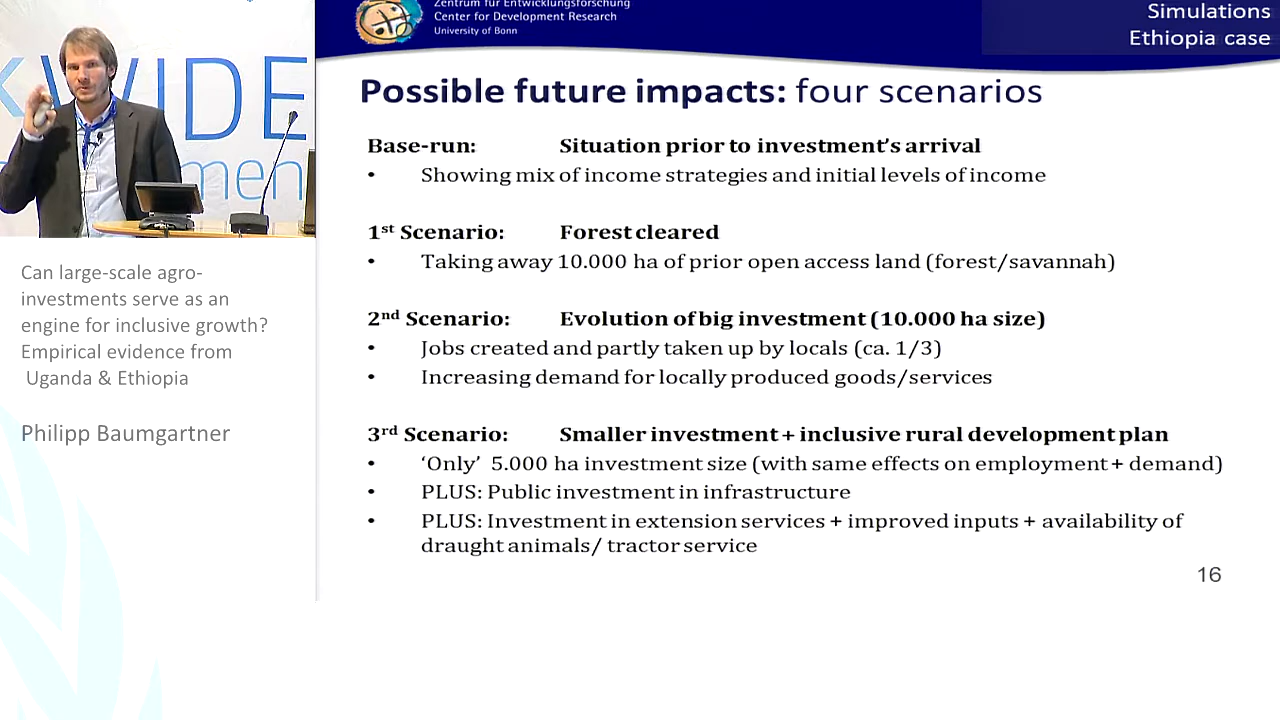 Zentrum für Entwicklungsforschung
Center for Development Research
University of Bonn
Simulations
Ethiopia case
WIDE
men
Can large-scale agro-
investments serve as an
engine for inclusive growth?
Empirical evidence from
Uganda & Ethiopia
Philipp Baumgartner
Possible future impacts: four scenarios
Base-run: Situation prior to investment's arrival
• Showing mix of income strategies and initial levels of income
1st Scenario: Forest cleared
• Taking away 10.000 ha of prior open access land (forest/savannah)
2nd Scenario: Evolution of big investment (10.000 ha size)
• Jobs created and partly taken up by locals (ca. 1/3)
• Increasing demand for locally produced goods/services
3rd Scenario: Smaller investment + inclusive rural development plan
• 'Only' 5.000 ha investment size (with same effects on employment + demand)
• PLUS: Public investment in infrastructure
• PLUS: Investment in extension services + improved inputs + availability of
draught animals/ tractor service
16